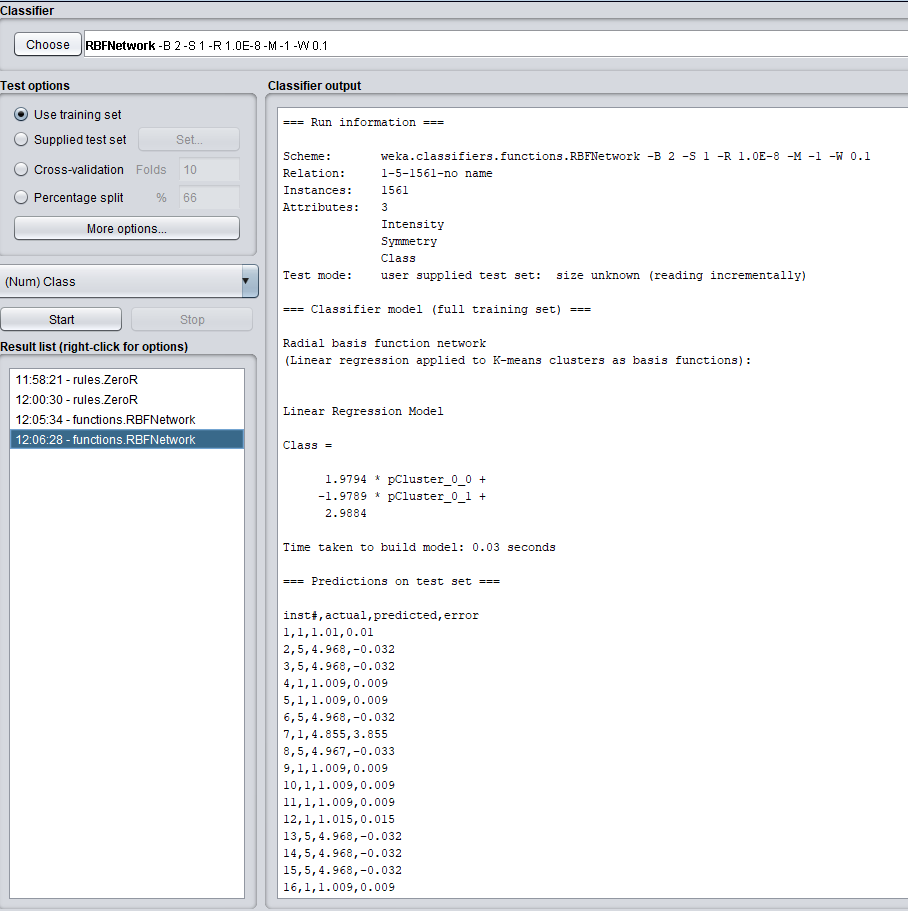 Classifier
Choose
RBFNetwork -B 2 -S 1 -R 1.0E-8 -M -1 -W 0.1
Test options
Use training set
Supplied test set
Set...
Cross-validation Folds 10
Percentage split % 66
More options...
(Num) Class
Start
Stop
Result list (right-click for options)
11:58:21 - rules.ZeroR
12:00:30 - rules.ZeroR
12:05:34 - functions.RBFNetwork
12:06:28 - functions.RBFNetwork
Classifier output
=== Run information ===
Scheme: weka.classifiers.functions.RBFNetwork -B 2 -S 1 -R 1.0E-8 -M -1 -W 0.1
Relation: 1-5-1561-no name
Instances: 1561
Attributes: 3
Intensity
Symmetry
Class
Test mode: user supplied test set: size unknown (reading incrementally)
=== Classifier model (full training set) ===
Radial basis function network
(Linear regression applied to K-means clusters as basis functions):
Linear Regression Model
Class =
1.9794 * pCluster_0_0 +
-1.9789 * pCluster_0_1 +
2.9884
Time taken to build model: 0.03 seconds
=== Predictions on test set ===
inst#,actual,predicted,error
1,1,1.01,0.01
2,5,4.968,-0.032
3,5,4.968,-0.032
4,1,1.009,0.009
5,1,1.009,0.009
6,5,4.968,-0.032
7,1,4.855,3.855
8,5,4.967,-0.033
9,1,1.009,0.009
10,1,1.009,0.009
11,1,1.009,0.009
12,1,1.015,0.015
13,5,4.968,-0.032
14,5,4.968,-0.032
15,5,4.968,-0.032
16,1,1.009,0.009